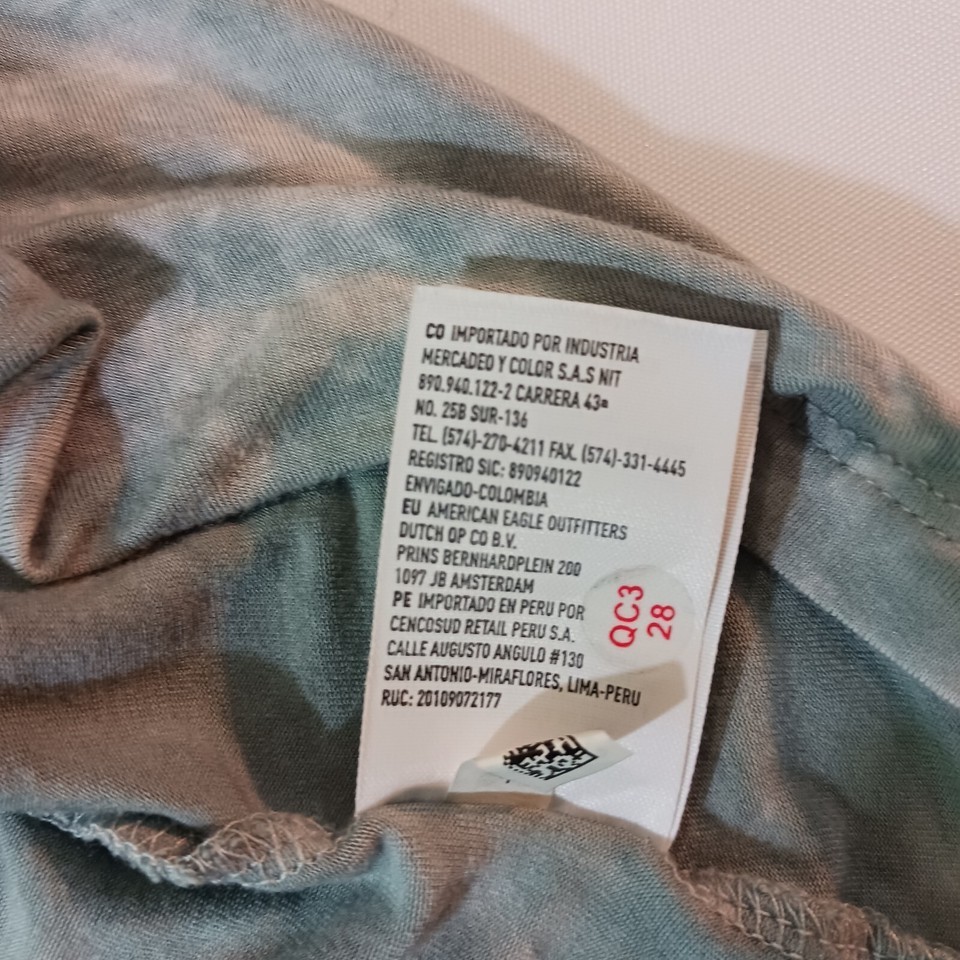 CO IMPORTADO POR INDUSTRIA
MERCADEO Y COLOR S.A.S NIT
890.940.122-2 CARRERA 43ª
NO. 25B SUR-136
TEL. (574)-270-4211 FAX. (574)-331-4445
REGISTRO SIC: 890940122
ENVIGADO-COLOMBIA
EU AMERICAN EAGLE OUTFITTERS
DUTCH OP CO B.V.
PRINS BERNHARDPLEIN 200
1097 JB AMSTERDAM
PE IMPORTADO EN PERU POR
CENCOSUD RETAIL PERU S.A.
CALLE AUGUSTO ANGULO #130
SAN ANTONIO-MIRAFLORES, LIMA-PERU
RUC: 20109072177
QC3
28